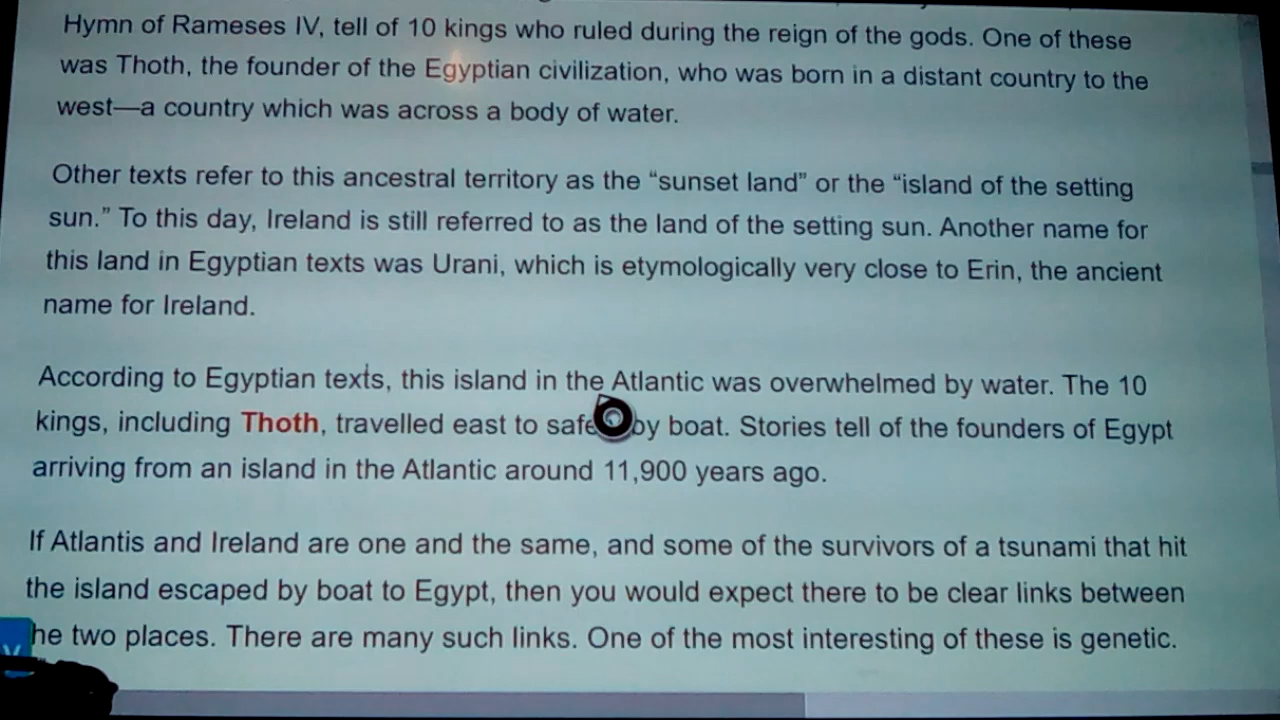 Hymn of Rameses IV, tell of 10 kings who ruled during the reign of the gods. One of these
was Thoth, the founder of the Egyptian civilization, who was born in a distant country to the
west—a country which was across a body of water.
Other texts refer to this ancestral territory as the “sunset land” or the “island of the setting
sun.” To this day, Ireland is still referred to as the land of the setting sun. Another name for
this land in Egyptian texts was Urani, which is etymologically very close to Erin, the ancient
name for Ireland.
According to Egyptian texts, this island in the Atlantic was overwhelmed by water. The 10
kings, including Thoth, travelled east to safe by boat. Stories tell of the founders of Egypt
arriving from an island in the Atlantic around 11,900 years ago.
If Atlantis and Ireland are one and the same, and some of the survivors of a tsunami that hit
the island escaped by boat to Egypt, then you would expect there to be clear links between
he two places. There are many such links. One of the most interesting of these is genetic.